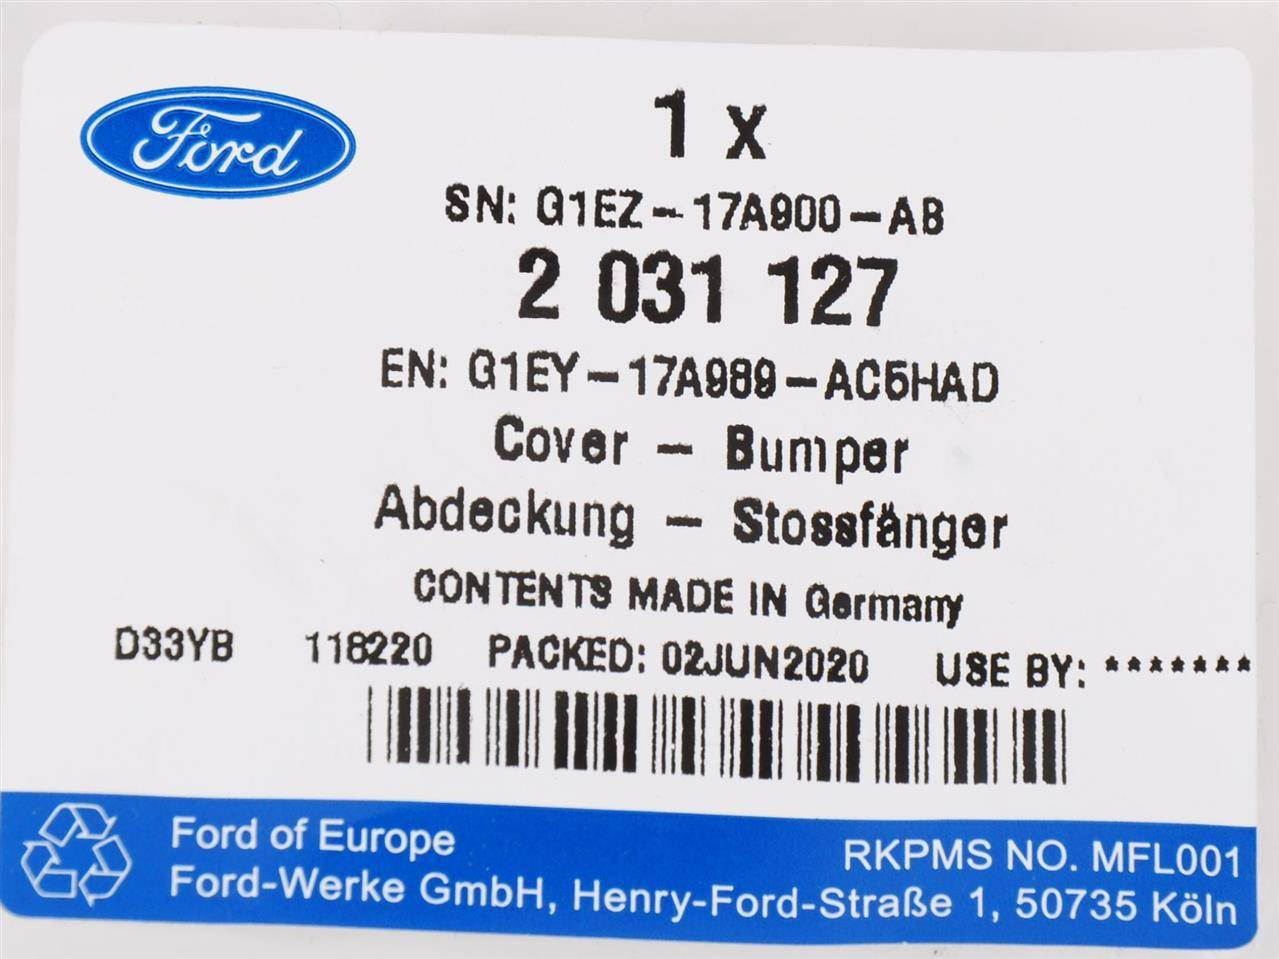 Ford
1 x
SN: G1EZ-17A900-AB
2 031 127
EN: G1EY-17A989-AC5HAD
Cover - Bumper
Abdeckung - Stossfänger
CONTENTS MADE IN Germany
D33YB 118220 PACKED: 02JUN2020 USE BY: *******
Ford of Europe
Ford-Werke GmbH, Henry-Ford-Straße 1, 50735 Köln
RKPMS NO. MFL001